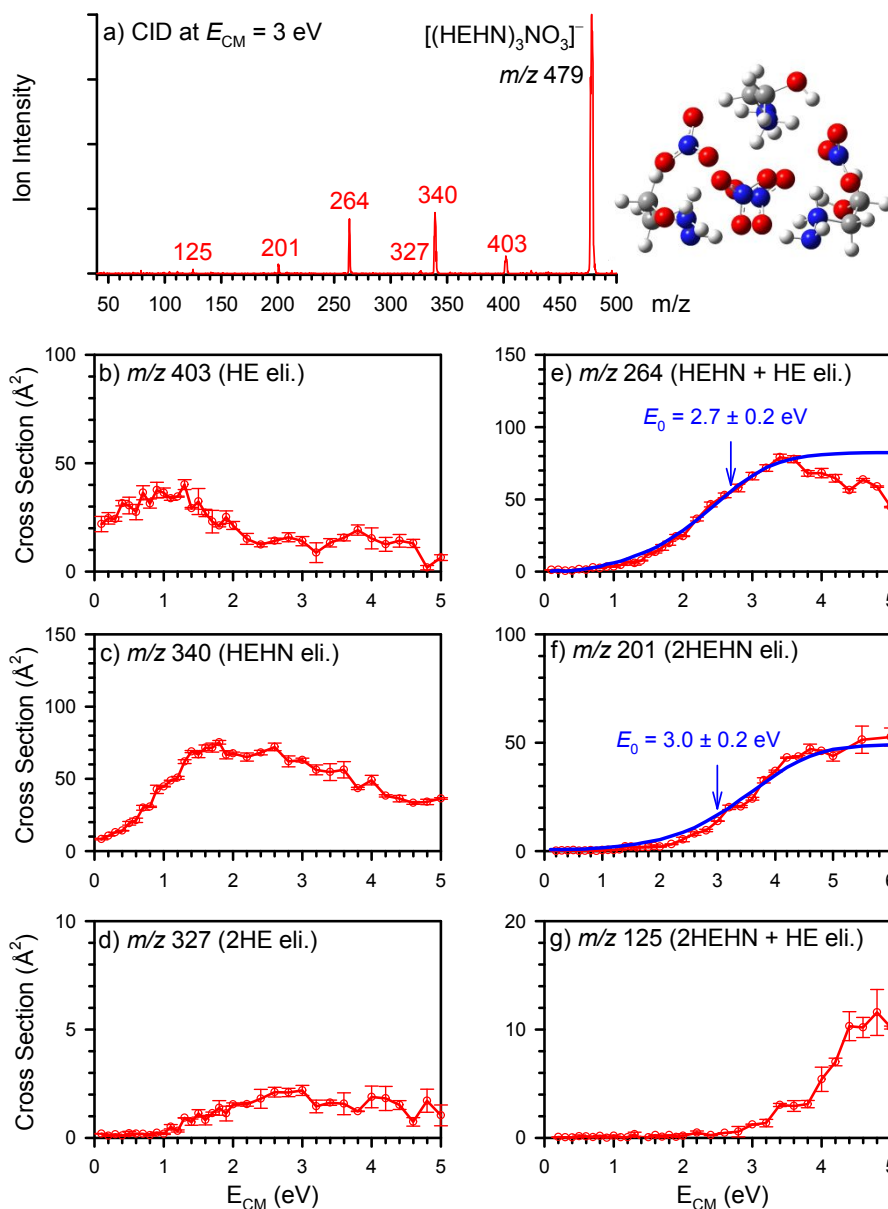 a) CID at E_CM = 3 eV
[(HEHN)₃NO₃]⁻
m/z 479
Ion Intensity
125
201
264
327
340
403
50 100 150 200 250 300 350 400 450 500 m/z
b) m/z 403 (HE eli.)
Cross Section (Å²)
100
50
0
0 1 2 3 4 5
e) m/z 264 (HEHN + HE eli.)
E₀ = 2.7 ± 0.2 eV
150
100
50
0
0 1 2 3 4 5
c) m/z 340 (HEHN eli.)
Cross Section (Å²)
150
100
50
0
0 1 2 3 4 5
f) m/z 201 (2HEHN eli.)
E₀ = 3.0 ± 0.2 eV
100
50
0
0 1 2 3 4 5 6
d) m/z 327 (2HE eli.)
Cross Section (Å²)
10
5
0
0 1 2 3 4 5
E_CM (eV)
g) m/z 125 (2HEHN + HE eli.)
20
10
0
0 1 2 3 4 5
E_CM (eV)